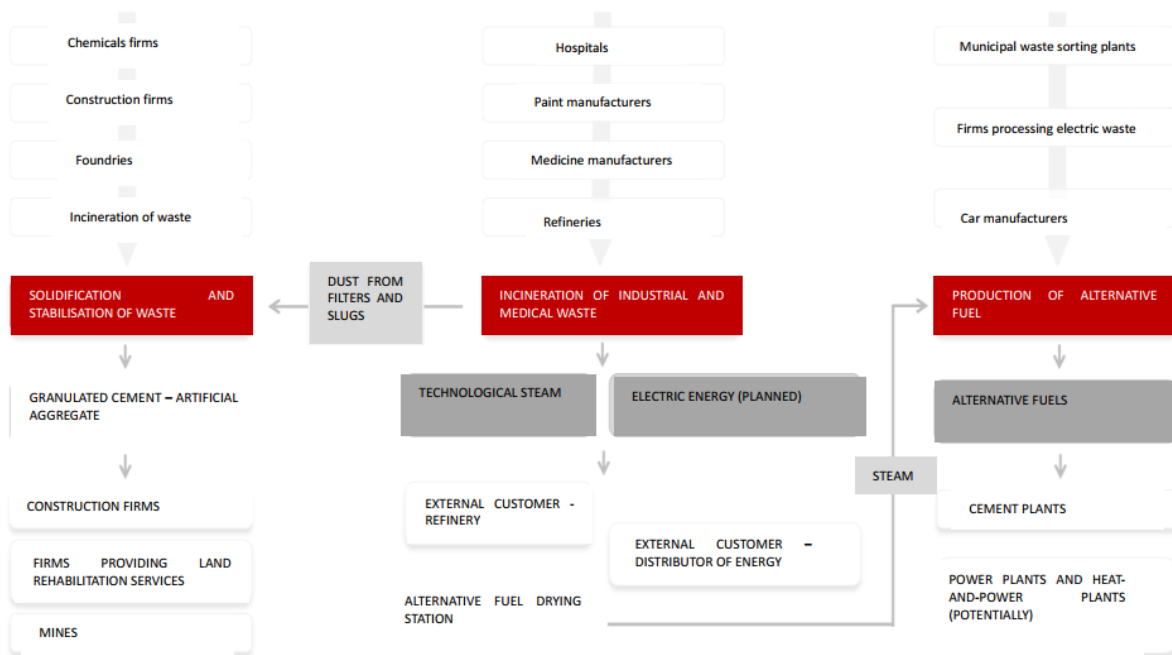 Chemicals firms
Construction firms
Foundries
Incineration of waste
SOLIDIFICATION AND
STABILISATION OF WASTE
GRANULATED CEMENT – ARTIFICIAL
AGGREGATE
CONSTRUCTION FIRMS
FIRMS PROVIDING LAND
REHABILITATION SERVICES
MINES
DUST FROM
FILTERS AND
SLUGS
Hospitals
Paint manufacturers
Medicine manufacturers
Refineries
INCINERATION OF INDUSTRIAL AND
MEDICAL WASTE
TECHNOLOGICAL STEAM
ELECTRIC ENERGY (PLANNED)
EXTERNAL CUSTOMER -
REFINERY
EXTERNAL CUSTOMER –
DISTRIBUTOR OF ENERGY
ALTERNATIVE FUEL DRYING
STATION
STEAM
Municipal waste sorting plants
Firms processing electric waste
Car manufacturers
PRODUCTION OF ALTERNATIVE
FUEL
ALTERNATIVE FUELS
CEMENT PLANTS
POWER PLANTS AND HEAT-
AND-POWER PLANTS
(POTENTIALLY)